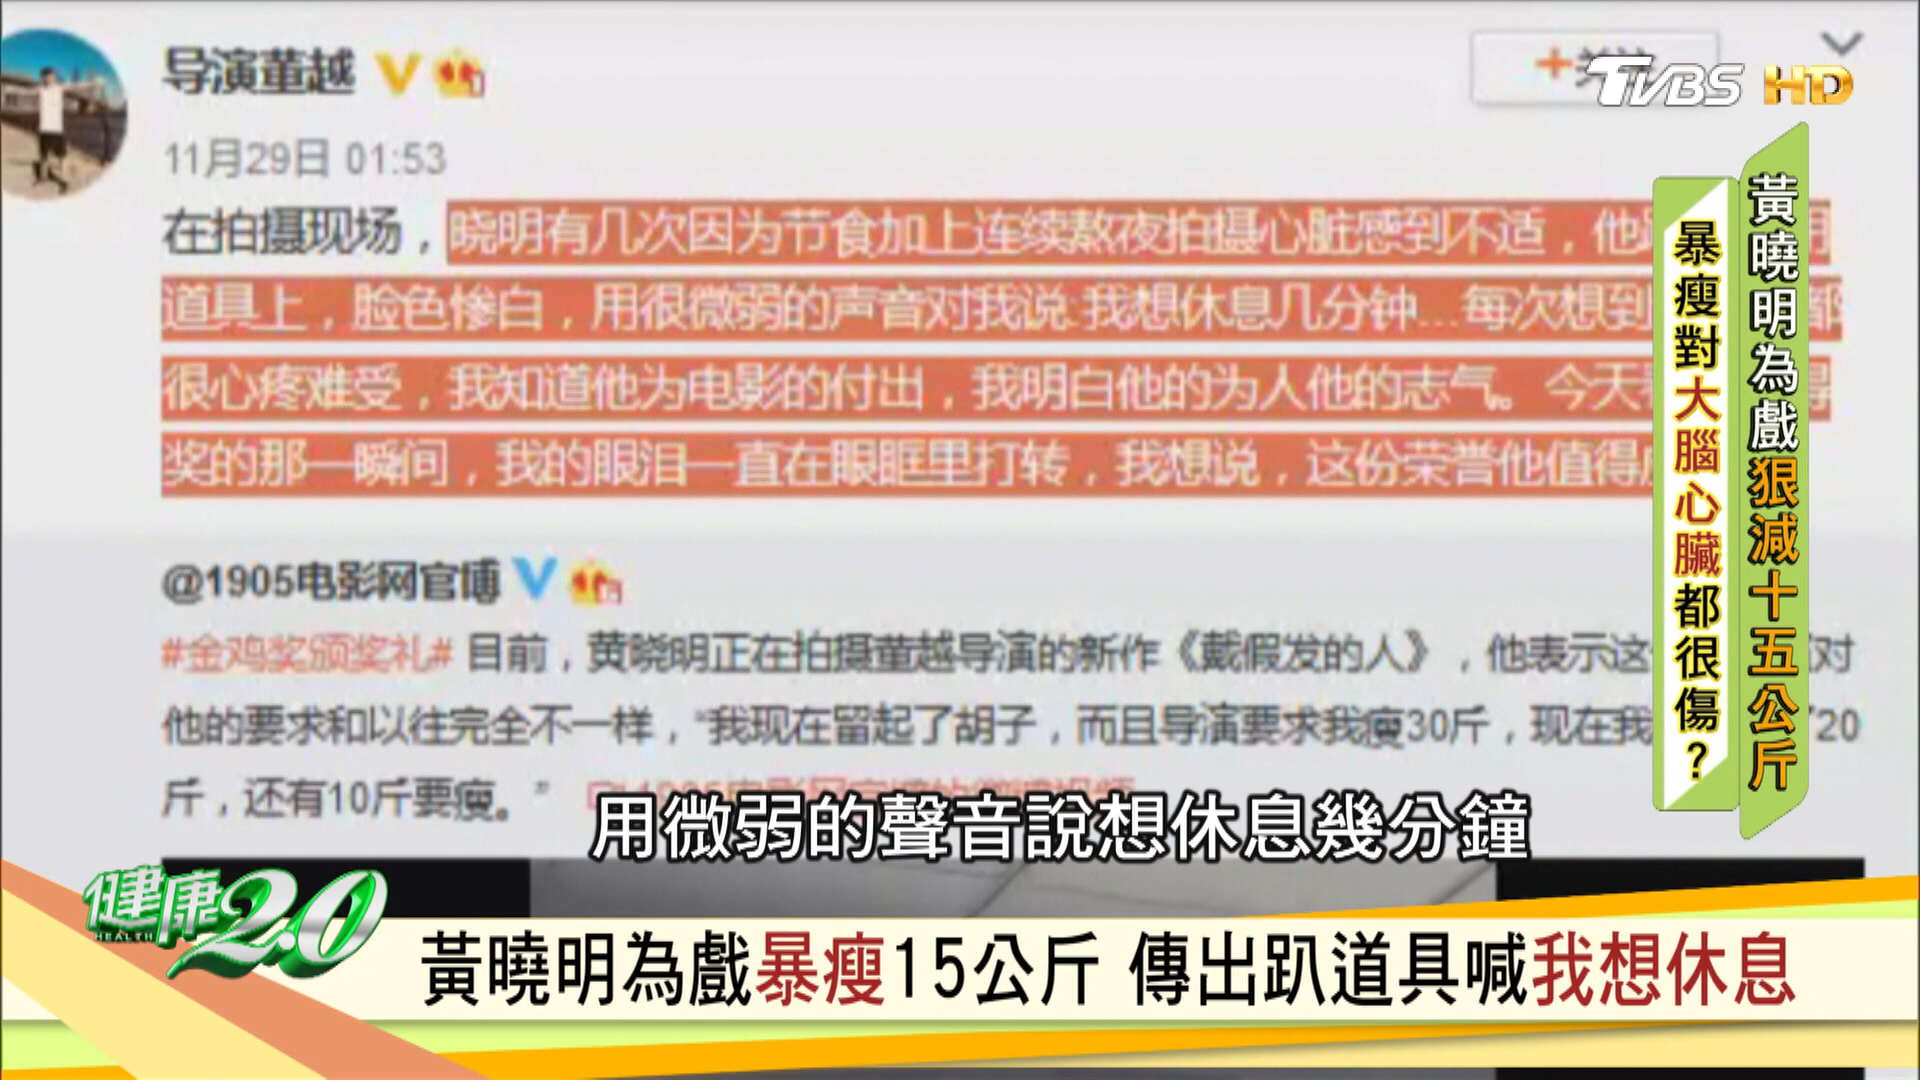 导演董越
11月29日 01:53
TVBS HD
在拍摄现场，晓明有几次因为节食加上连续熬夜拍摄心脏感到不适，他
道具上，脸色惨白，用很微弱的声音对我说:我想休息几分钟...每次想到 都
很心疼难受，我知道他为电影的付出，我明白他的为人他的志气。今天 得
奖的那一瞬间，我的眼泪一直在眼眶里打转，我想说，这份荣誉他值得
@1905电影网官博
#金鸡奖颁奖礼# 目前，黄晓明正在拍摄董越导演的新作《戴假发的人》，他表示这 对
他的要求和以往完全不一样，“我现在留起了胡子，而且导演要求我瘦30斤，现在我 20
斤，还有10斤要瘦。”
黃曉明為戲狠減十五公斤
暴瘦對大腦心臟都很傷？
用微弱的聲音說想休息幾分鐘
健康2.0
HEALTH
黃曉明為戲暴瘦15公斤 傳出趴道具喊我想休息